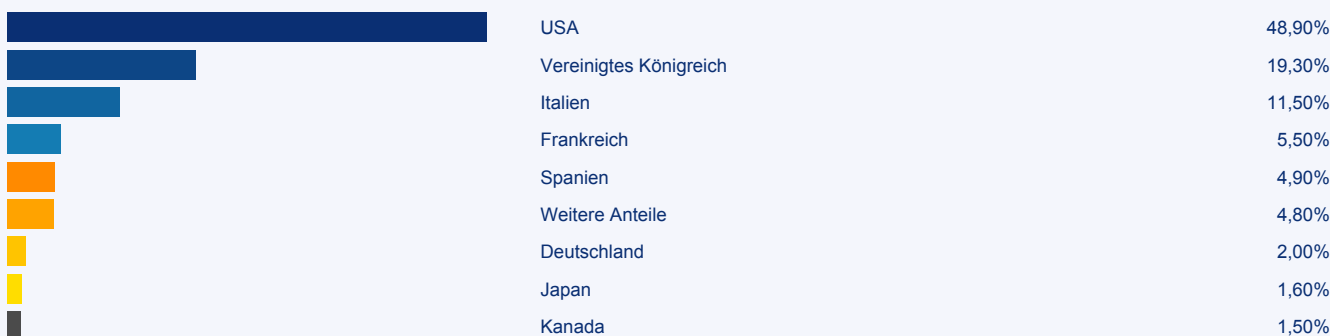 USA 48,90%
Vereinigtes Königreich 19,30%
Italien 11,50%
Frankreich 5,50%
Spanien 4,90%
Weitere Anteile 4,80%
Deutschland 2,00%
Japan 1,60%
Kanada 1,50%